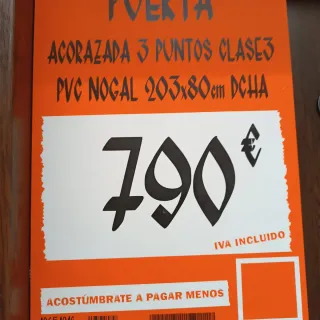 PUERTA
ACORAZADA 3 PUNTOS CLASE3
PVC NOGAL 203x80cm DCHA
790€
IVA INCLUIDO
ACOSTÚMBRATE A PAGAR MENOS